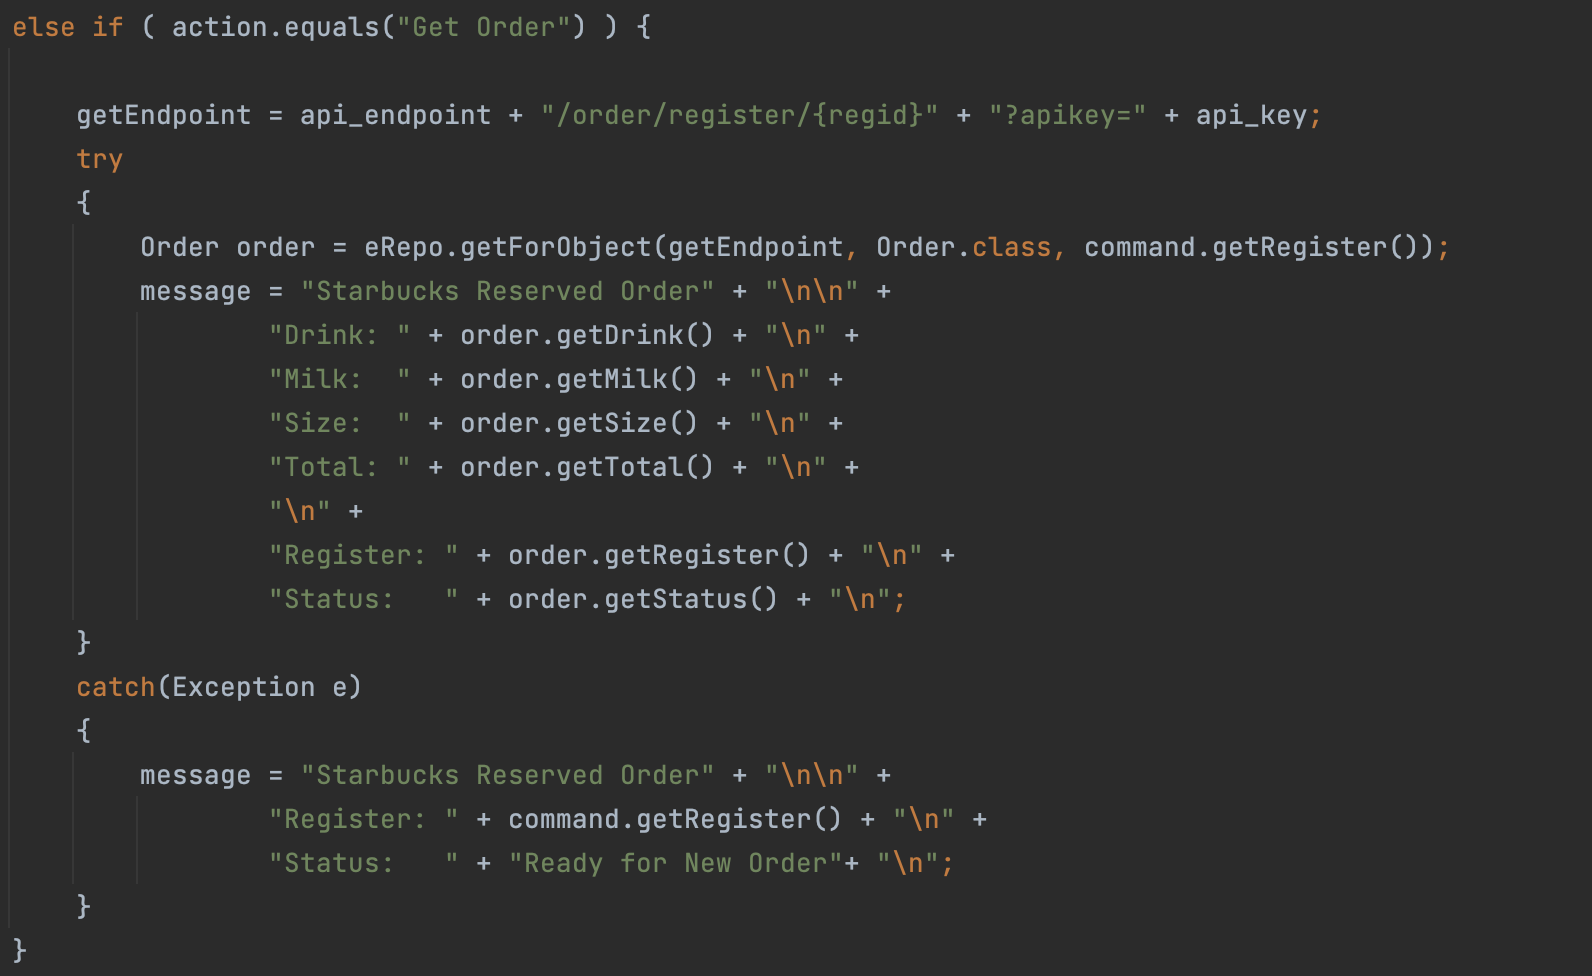 else if ( action.equals("Get Order") ) {

    getEndpoint = api_endpoint + "/order/register/{regid}" + "?apikey=" + api_key;
    try
    {
        Order order = eRepo.getForObject(getEndpoint, Order.class, command.getRegister());
        message = "Starbucks Reserved Order" + "\n\n" +
                "Drink: " + order.getDrink() + "\n" +
                "Milk:  " + order.getMilk() + "\n" +
                "Size:  " + order.getSize() + "\n" +
                "Total: " + order.getTotal() + "\n" +
                "\n" +
                "Register: " + order.getRegister() + "\n" +
                "Status:   " + order.getStatus() + "\n";
    }
    catch(Exception e)
    {
        message = "Starbucks Reserved Order" + "\n\n" +
                "Register: " + command.getRegister() + "\n" +
                "Status:   " + "Ready for New Order"+ "\n";
    }
}